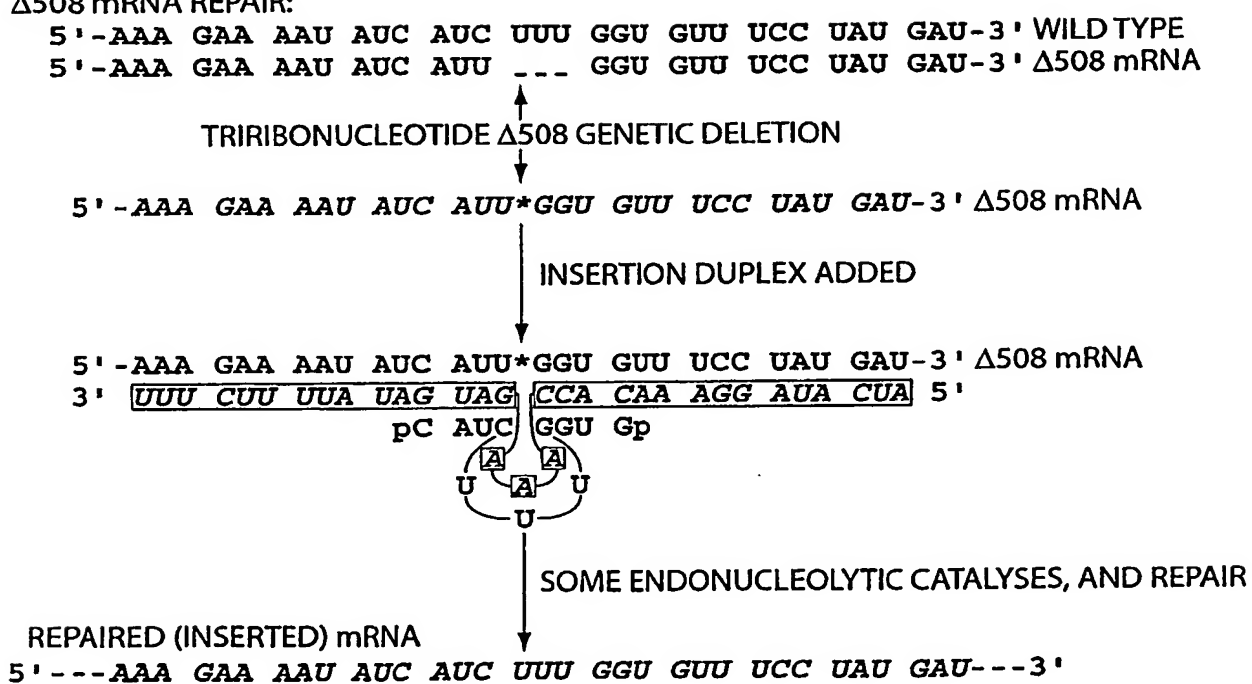 Δ508 mRNA REPAIR:
5'-AAA GAA AAU AUC AUC UUU GGU GUU UCC UAU GAU-3' WILD TYPE
5'-AAA GAA AAU AUC AUU ___ GGU GUU UCC UAU GAU-3' Δ508 mRNA
TRIRIBONUCLEOTIDE Δ508 GENETIC DELETION
5'-AAA GAA AAU AUC AUU*GGU GUU UCC UAU GAU-3' Δ508 mRNA
INSERTION DUPLEX ADDED
5'-AAA GAA AAU AUC AUU*GGU GUU UCC UAU GAU-3' Δ508 mRNA
3' UUU CUU UUA UAG UAG CCA CAA AGG AUA CUA 5'
pC AUC GGU Gp
A A
U A U
U
SOME ENDONUCLEOLYTIC CATALYSES, AND REPAIR
REPAIRED (INSERTED) mRNA
5'---AAA GAA AAU AUC AUC UUU GGU GUU UCC UAU GAU---3'